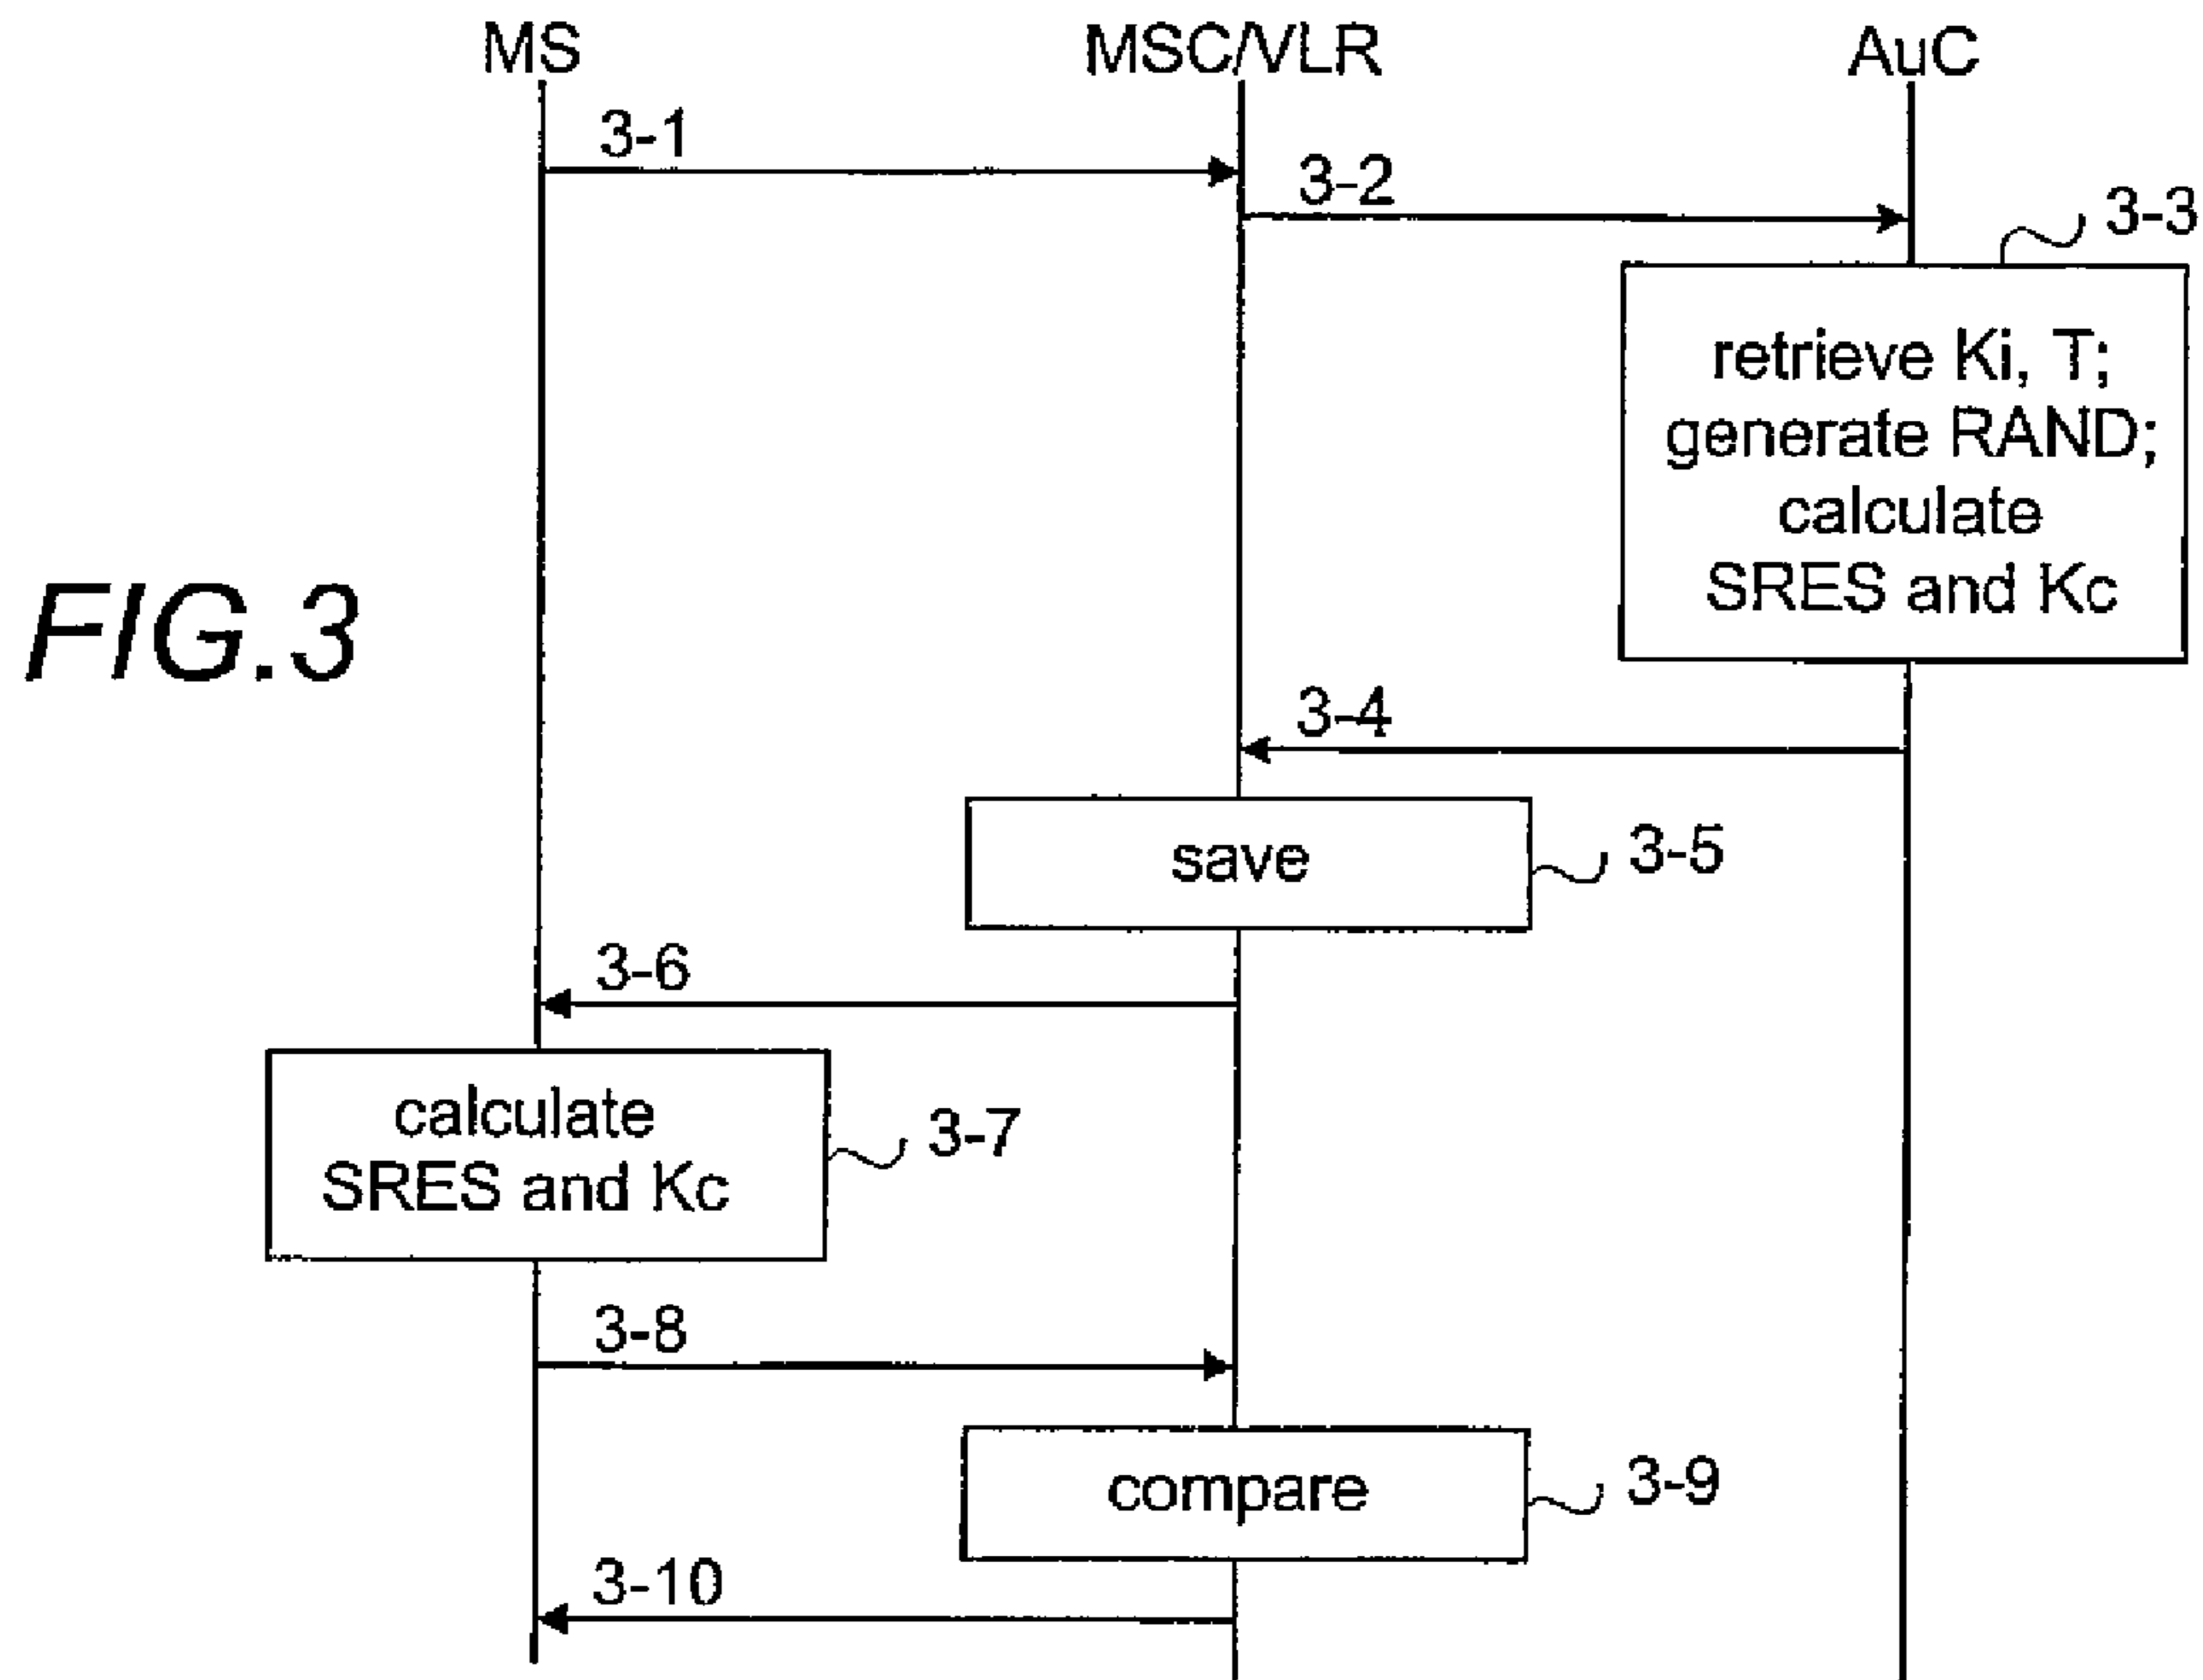 MS
MSC/VLR
AuC
3-1
3-2
3-3
retrieve Ki, T;
generate RAND;
calculate
SRES and Kc
FIG.3
3-4
save
3-5
3-6
calculate
SRES and Kc
3-7
3-8
compare
3-9
3-10